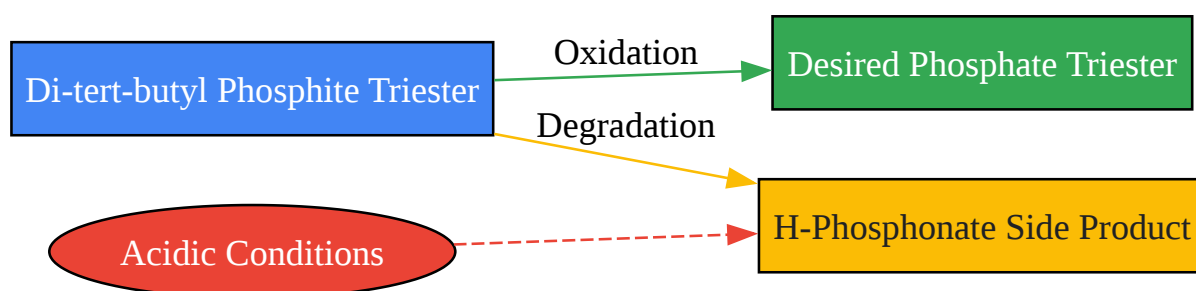 Di-tert-butyl Phosphite Triester
Oxidation
Desired Phosphate Triester
Degradation
H-Phosphonate Side Product
Acidic Conditions